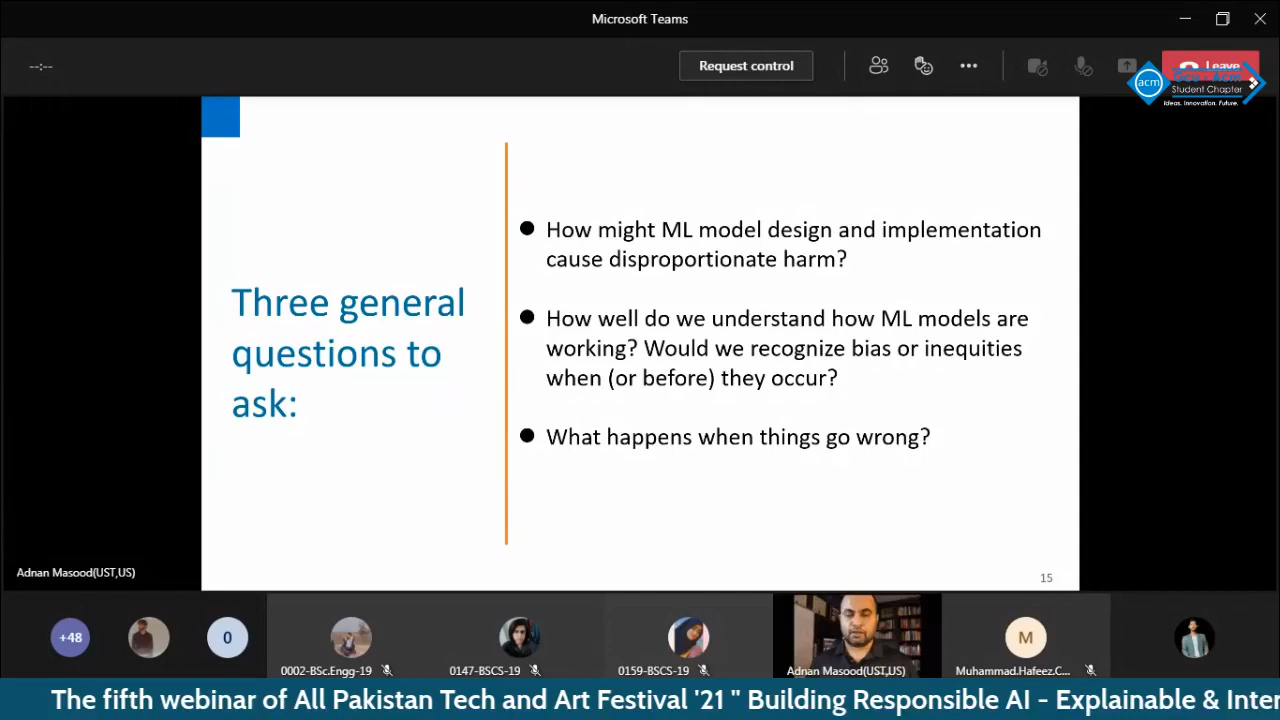 Microsoft Teams
--:--
Request control
Leave
acm
Student Chapter
Ideas. Innovation. Future.
Three general
questions to
ask:
How might ML model design and implementation
cause disproportionate harm?
How well do we understand how ML models are
working? Would we recognize bias or inequities
when (or before) they occur?
What happens when things go wrong?
15
Adnan Masood(UST,US)
+48
0
0002-BSc.Engg-19
0147-BSCS-19
0159-BSCS-19
Adnan Masood(UST,US)
M
Muhammad.Hafeez.C...
The fifth webinar of All Pakistan Tech and Art Festival '21 " Building Responsible AI - Explainable & Inter